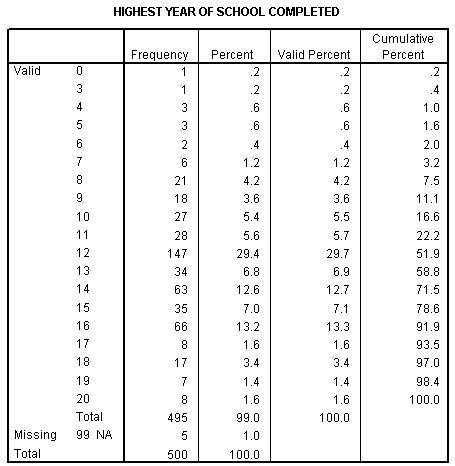 HIGHEST YEAR OF SCHOOL COMPLETED
Frequency Percent Valid Percent Cumulative Percent
Valid 0 1 .2 .2 .2
3 1 .2 .2 .4
4 3 .6 .6 1.0
5 3 .6 .6 1.6
6 2 .4 .4 2.0
7 6 1.2 1.2 3.2
8 21 4.2 4.2 7.5
9 18 3.6 3.6 11.1
10 27 5.4 5.5 16.6
11 28 5.6 5.7 22.2
12 147 29.4 29.7 51.9
13 34 6.8 6.9 58.8
14 63 12.6 12.7 71.5
15 35 7.0 7.1 78.6
16 66 13.2 13.3 91.9
17 8 1.6 1.6 93.5
18 17 3.4 3.4 97.0
19 7 1.4 1.4 98.4
20 8 1.6 1.6 100.0
Total 495 99.0 100.0
Missing 99 NA 5 1.0
Total 500 100.0